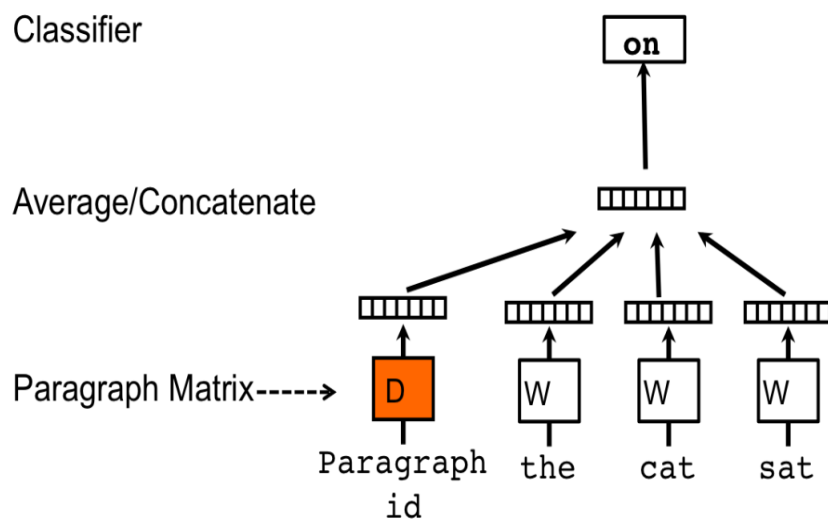 Classifier
on
Average/Concatenate
Paragraph Matrix
D
W
W
W
Paragraph
id
the
cat
sat